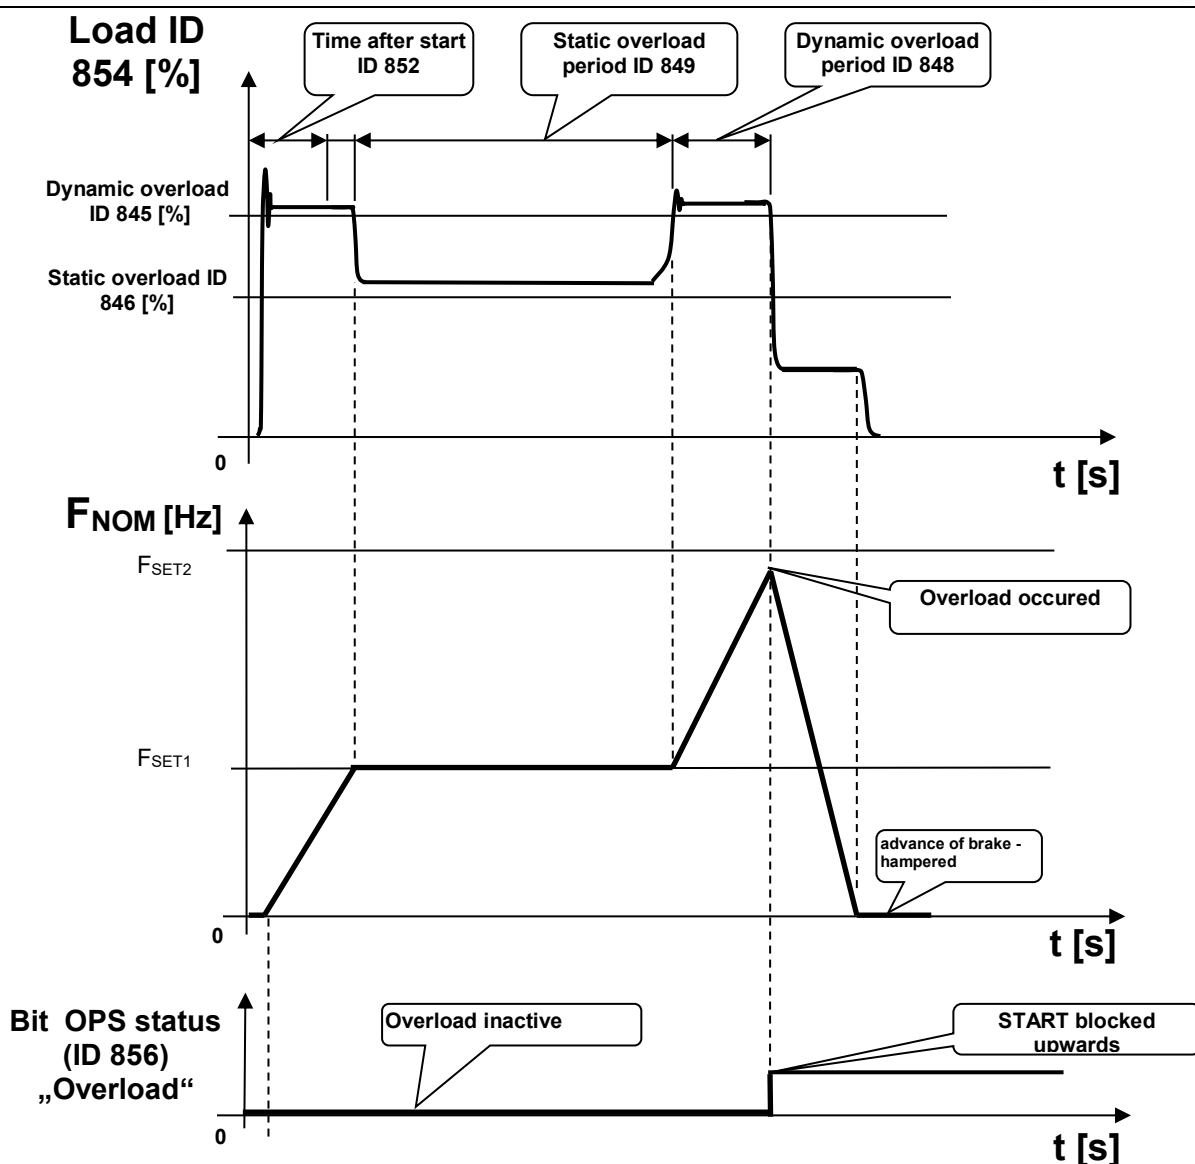 Load ID
854 [%]
Time after start
ID 852
Static overload
period ID 849
Dynamic overload
period ID 848
Dynamic overload
ID 845 [%]
Static overload ID
846 [%]
0
t [s]
FNOM [Hz]
FSET2
Overload occured
FSET1
advance of brake -
hampered
0
t [s]
Bit OPS status
(ID 856)
„Overload“
Overload inactive
START blocked
upwards
0
t [s]